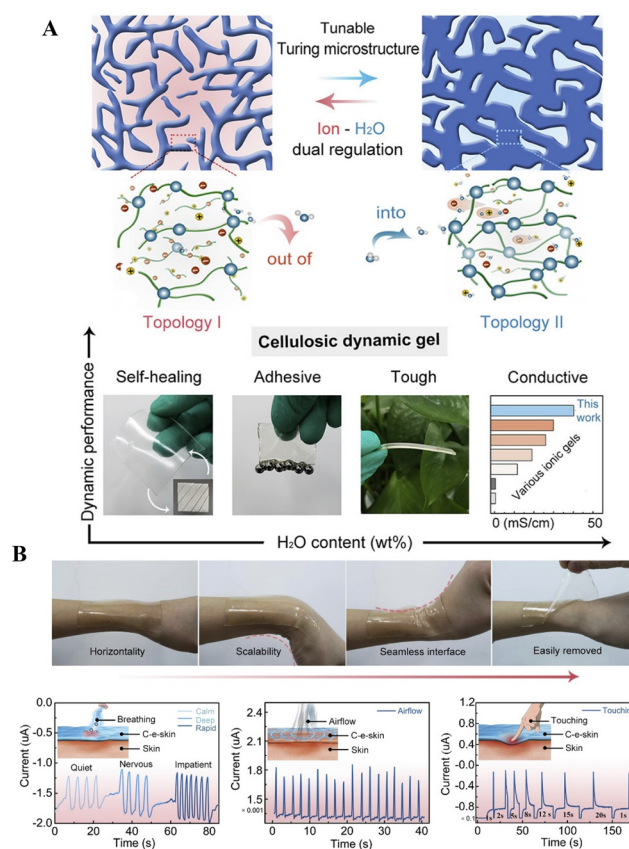 A
Tunable
Turing microstructure
Ion - H₂O
dual regulation
out of
into
Topology I
Topology II
Cellulosic dynamic gel
Dynamic performance
Self-healing
Adhesive
Tough
Conductive
This
work
Various ionic gels
0 (mS/cm) 50
H₂O content (wt%)
B
Horizontality
Scalability
Seamless interface
Easily removed
Current (uA)
0.0
-0.5
-1.0
-1.5
-2.0
Breathing
C-e-skin
Skin
Calm
Deep
Rapid
Quiet
Nervous
Impatient
0 20 40 60 80
Time (s)
Current (uA)
2.4
2.1
1.8
1.5
1.2
× 0.001
Airflow
C-e-skin
Skin
Airflow
0 10 20 30 40
Time (s)
Current (uA)
0.8
0.4
0.0
-0.4
-0.8
× 0.1
Touching
C-e-skin
Skin
Touching
1s 2s 5s 8s 12s 15s 20s 1s
0 50 100 150
Time (s)